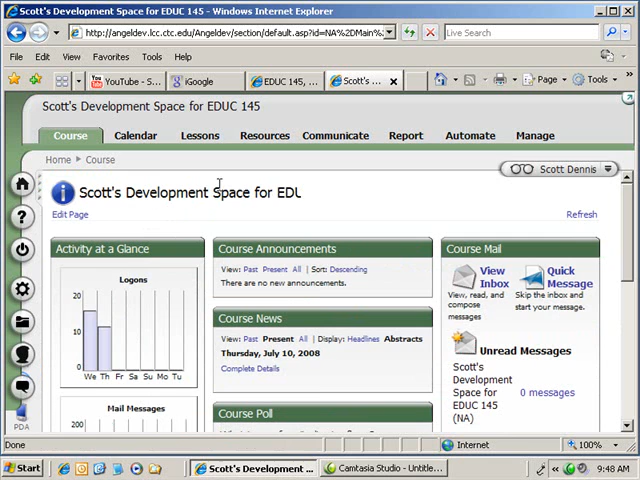 Scott's Development Space for EDUC 145 - Windows Internet Explorer
http://angeldev.lcc.ctc.edu/Angeldev/section/default.asp?id=NA%2DMain%
Live Search
File Edit View Favorites Tools Help
YouTube - S... iGoogle EDUC 145, ... Scott's ... Page Tools
Scott's Development Space for EDUC 145
Course Calendar Lessons Resources Communicate Report Automate Manage
Home Course
Scott Dennis
Scott's Development Space for EDU
Edit Page Refresh
Activity at a Glance
Logons
20
10
0
We Th Fr Sa Su Mo Tu
Mail Messages
200
Course Announcements
View: Past Present All | Sort: Descending
There are no new announcements.
Course News
View: Past Present All | Display: Headlines Abstracts
Thursday, July 10, 2008
Complete Details
Course Poll
Course Mail
View Inbox
View, read, and compose messages
Quick Message
Skip the inbox and start your message.
Unread Messages
Scott's
Development
Space for
EDUC 145
(NA)
0 messages
PDA
Done Internet 100%
Start Scott's Development ... Camtasia Studio - Untitle... 9:48 AM